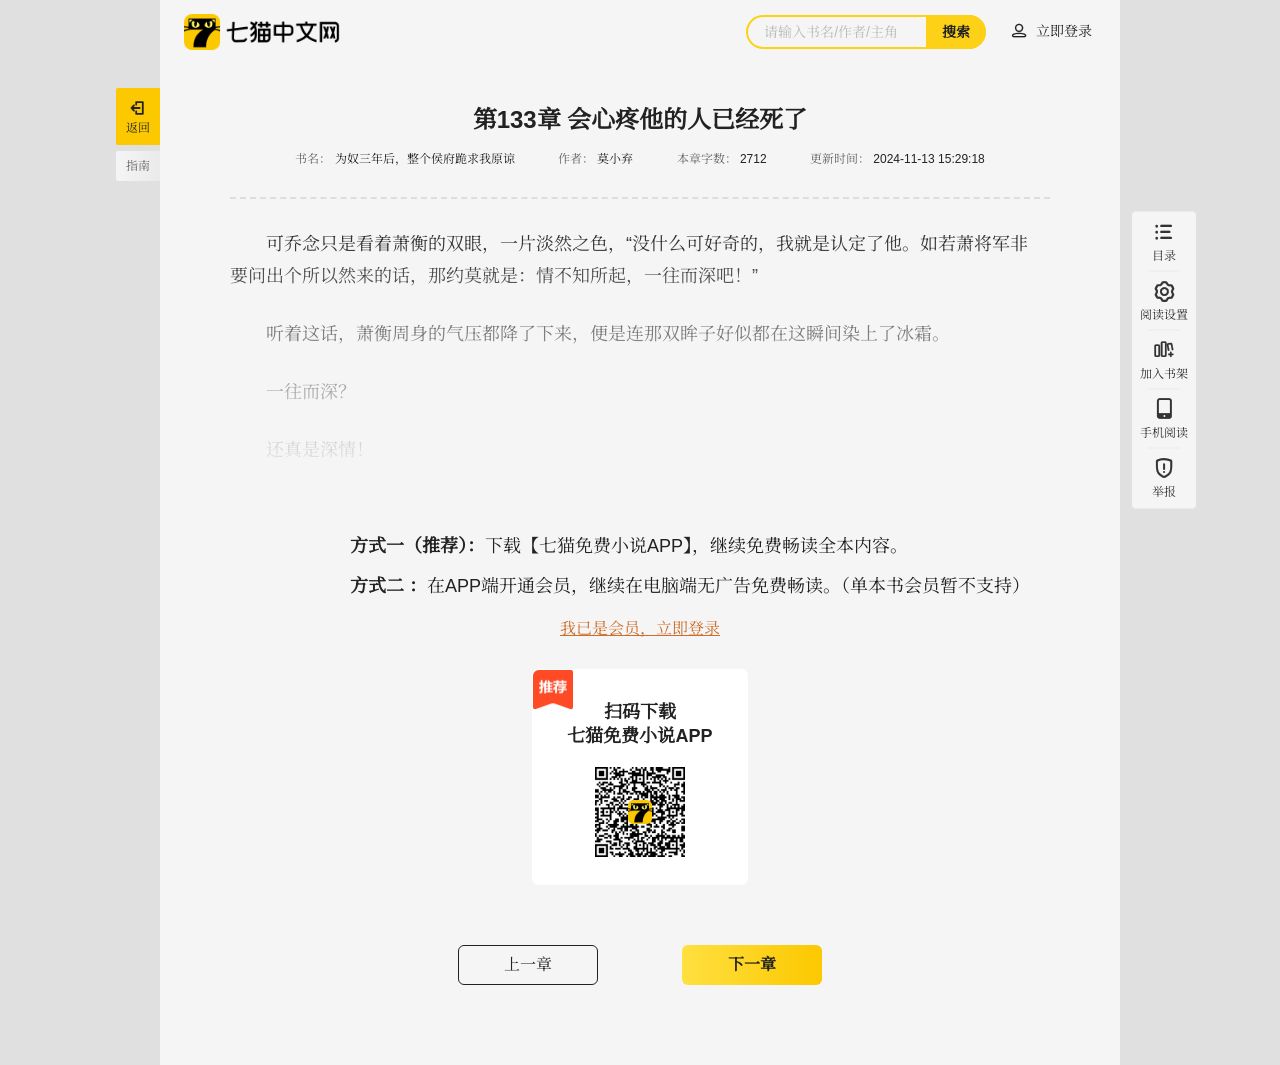 七猫中文网
请输入书名/作者/主角
搜索
立即登录
返回
指南
第133章 会心疼他的人已经死了
书名： 为奴三年后，整个侯府跪求我原谅 作者： 莫小弃 本章字数： 2712 更新时间： 2024-11-13 15:29:18
可乔念只是看着萧衡的双眼，一片淡然之色，“没什么可好奇的，我就是认定了他。如若萧将军非
要问出个所以然来的话，那约莫就是：情不知所起，一往而深吧！”
听着这话，萧衡周身的气压都降了下来，便是连那双眸子好似都在这瞬间染上了冰霜。
一往而深？
还真是深情！
方式一（推荐）：下载【七猫免费小说APP】，继续免费畅读全本内容。
方式二 ：在APP端开通会员，继续在电脑端无广告免费畅读。（单本书会员暂不支持）
我已是会员，立即登录
推荐
扫码下载
七猫免费小说APP
上一章
下一章
目录
阅读设置
加入书架
手机阅读
举报